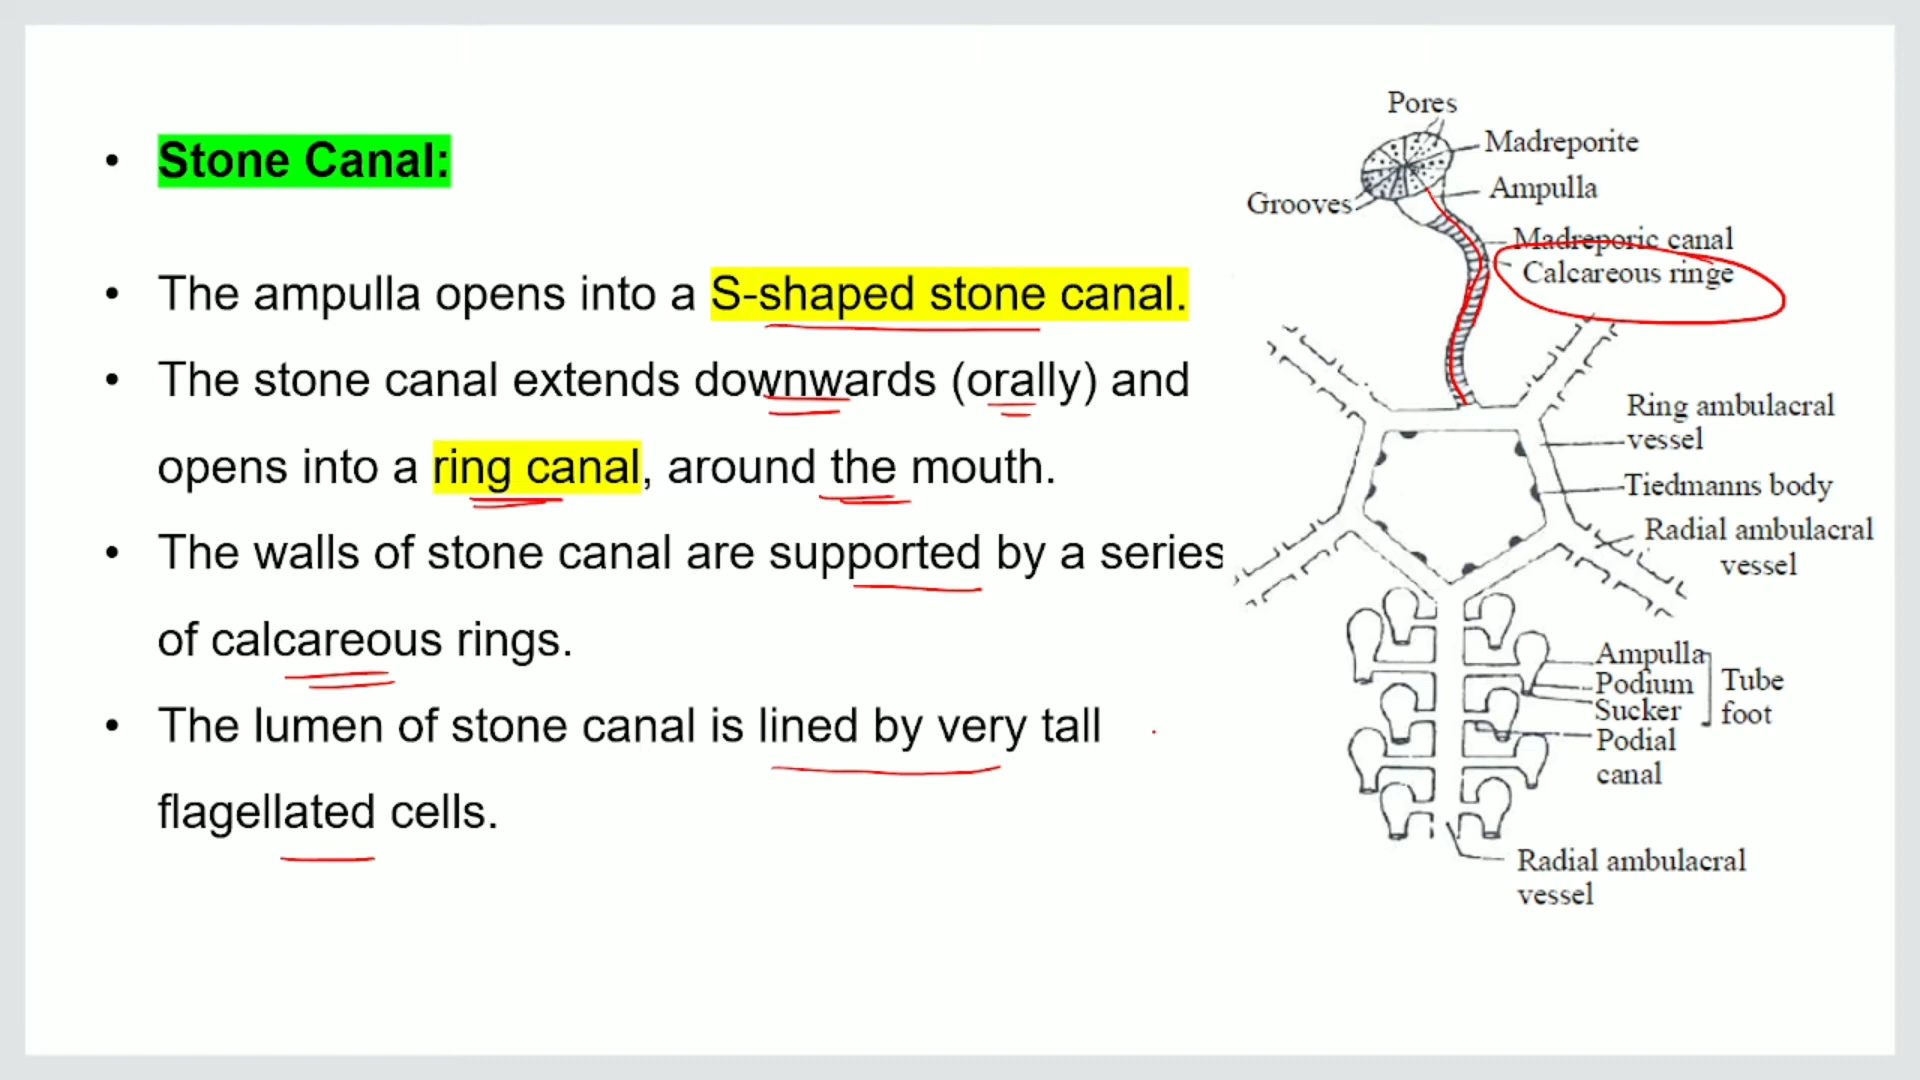 • Stone Canal:
• The ampulla opens into a S-shaped stone canal.
• The stone canal extends downwards (orally) and
opens into a ring canal, around the mouth.
• The walls of stone canal are supported by a series
of calcareous rings.
• The lumen of stone canal is lined by very tall
flagellated cells.
Pores
Madreporite
Ampulla
Grooves
Madreporic canal
Calcareous ringe
Ring ambulacral
vessel
Tiedmanns body
Radial ambulacral
vessel
Ampulla
Podium
Sucker
Tube
foot
Podial
canal
Radial ambulacral
vessel